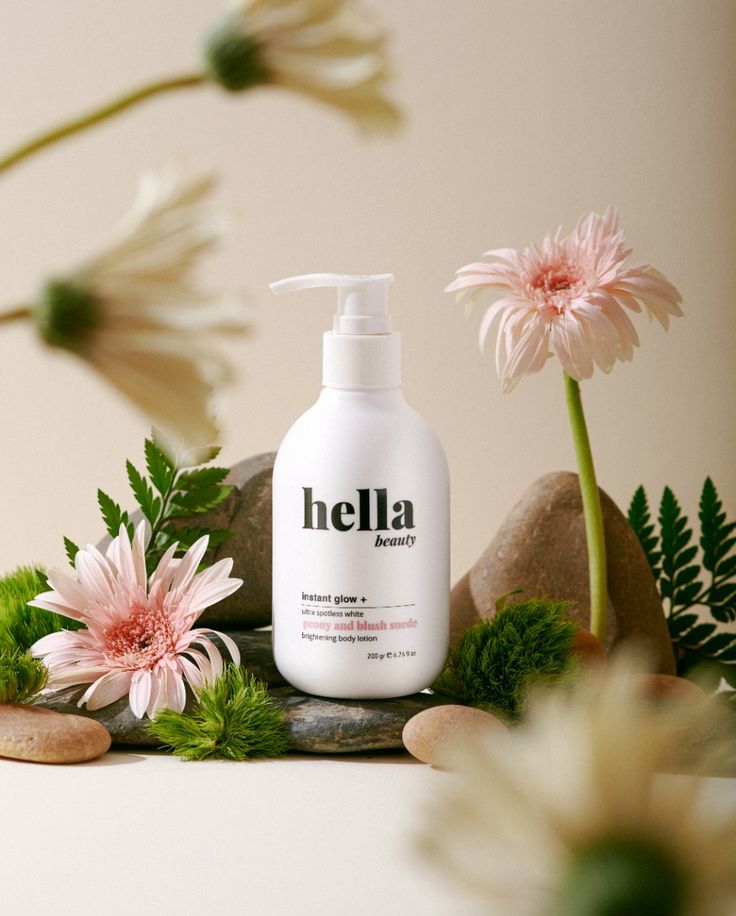 hella
beauty
instant glow +
ultra spotless white
peony and blush suede
brightening body lotion
200 gr ℮ 6.76 fl oz